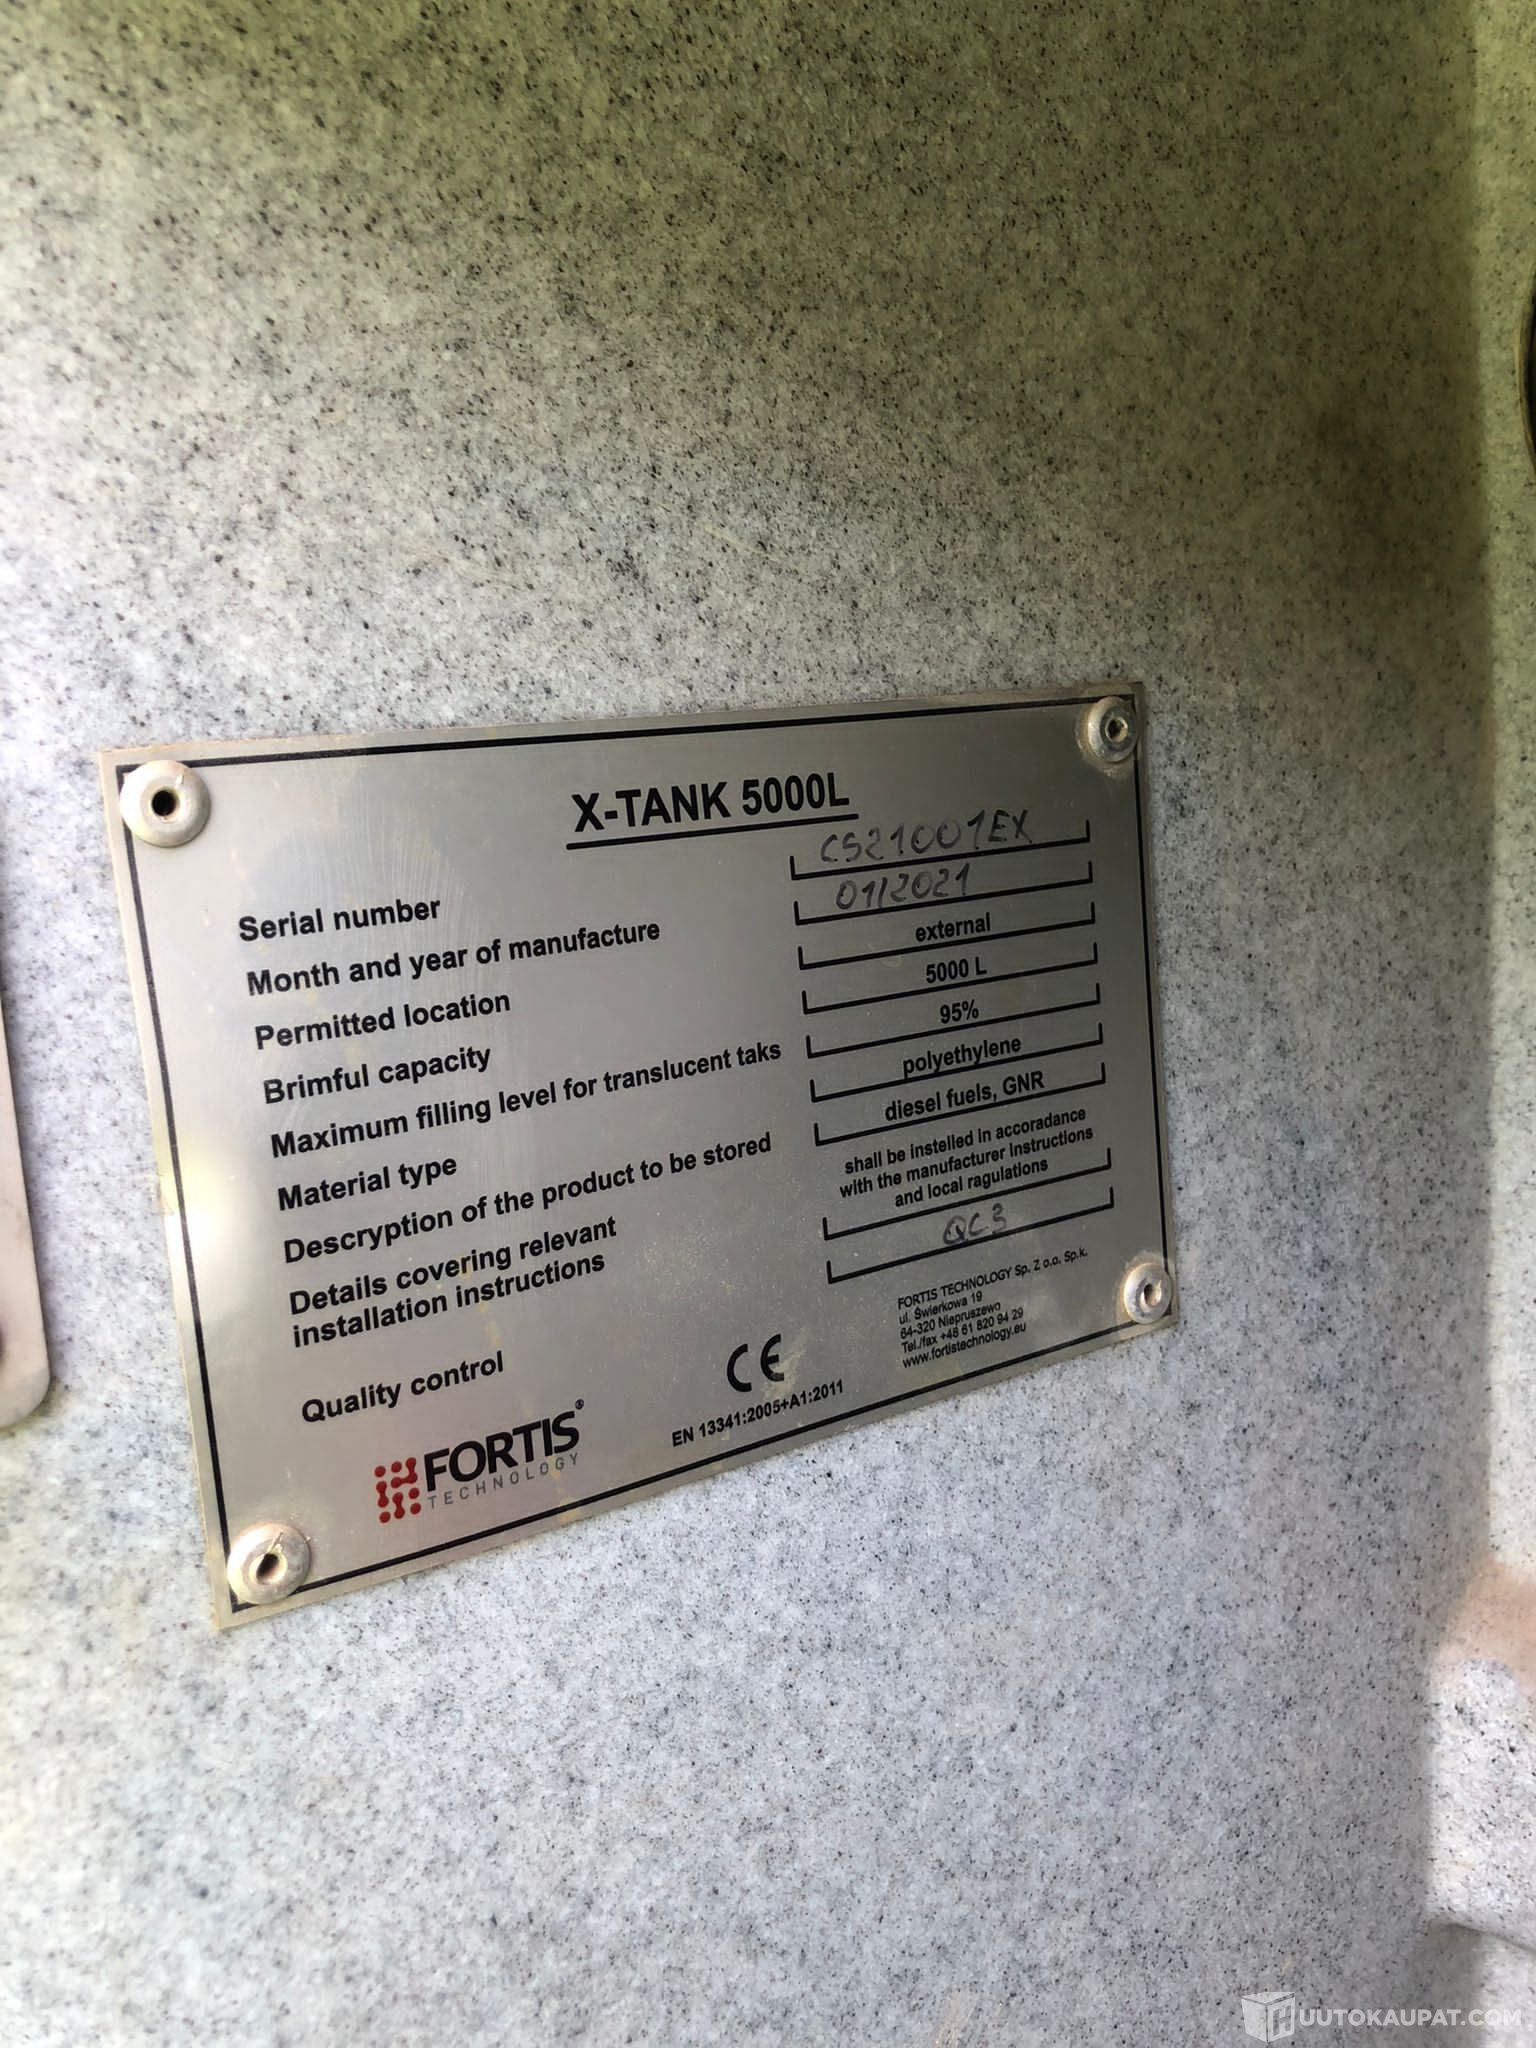 X-TANK 5000L
Serial number CS21001EX
Month and year of manufacture 01/2021
Permitted location external
Brimful capacity 5000 L
Maximum filling level for translucent taks 95%
Material type polyethylene
Descryption of the product to be stored diesel fuels, GNR
Details covering relevant
installation instructions
shall be instelled in accoradance
with the manufacturer instructions
and local ragulations
Quality control QC3
FORTIS®
TECHNOLOGY
CE
EN 13341:2005+A1:2011
FORTIS TECHNOLOGY Sp. Z o.o. Sp.k.
ul. Świerkowa 19
64-320 Niepruszewo
Tel./fax +48 61 820 94 29
www.fortistechnology.eu
HUUTOKAUPAT.COM